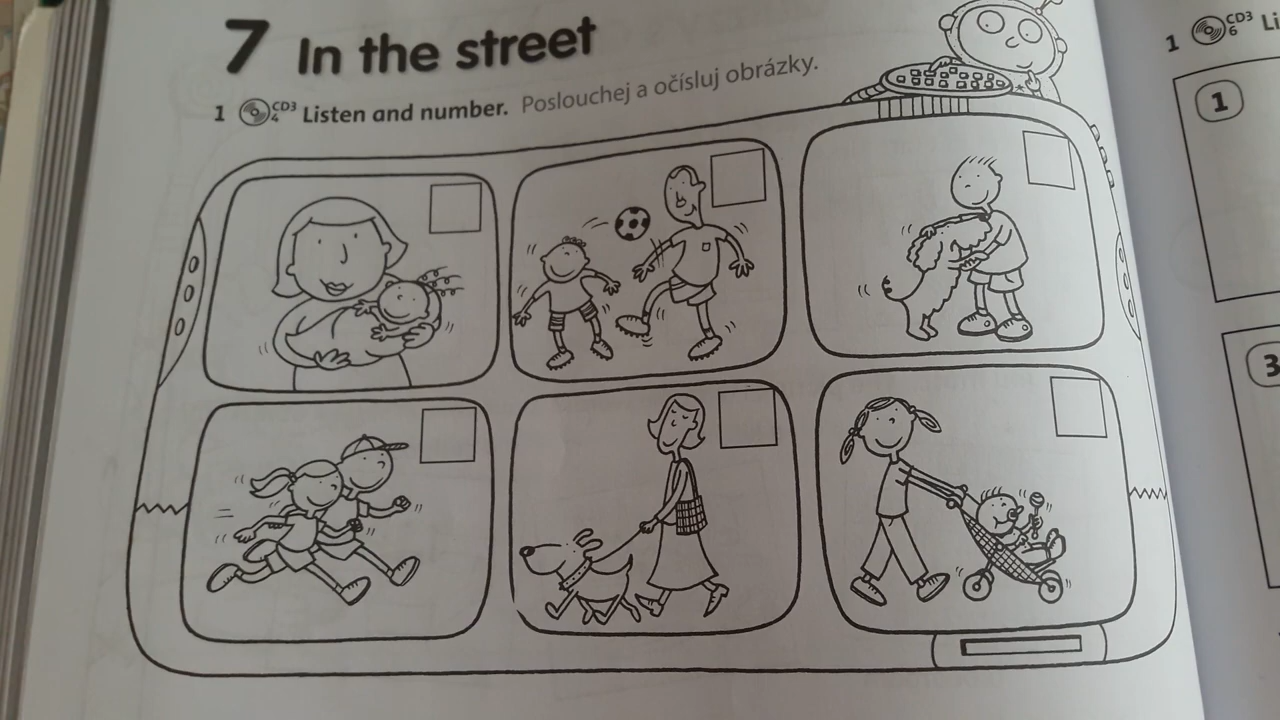 7 In the street
1 CD3 4 Listen and number. Poslouchej a očísluj obrázky.
1 CD3 6 Li
1
3